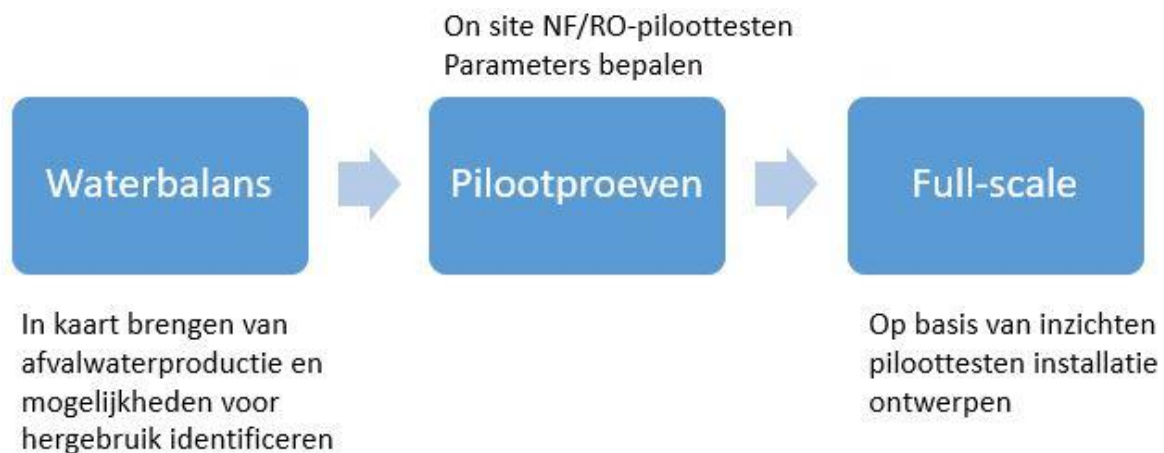 On site NF/RO-piloottesten
Parameters bepalen
Waterbalans
Pilootproeven
Full-scale
In kaart brengen van
afvalwaterproductie en
mogelijkheden voor
hergebruik identificeren
Op basis van inzichten
piloottesten installatie
ontwerpen